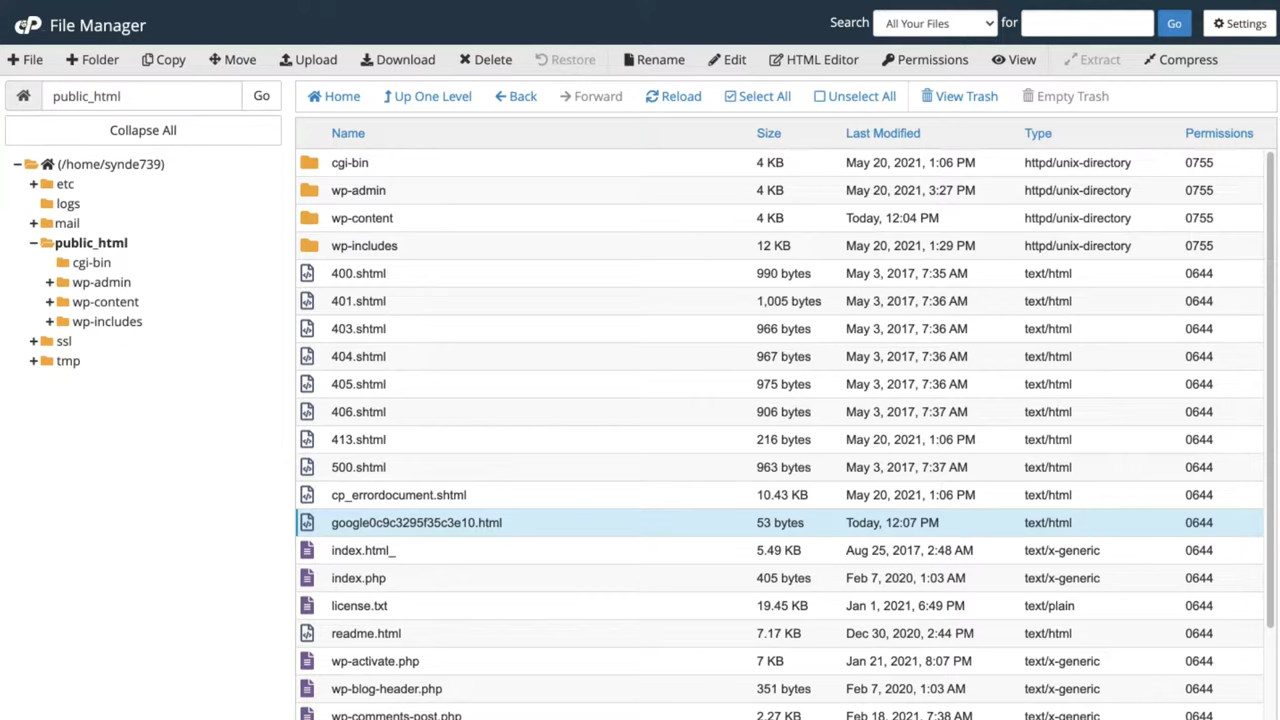 cP File Manager Search All Your Files for Go Settings
File Folder Copy Move Upload Download Delete Restore Rename Edit HTML Editor Permissions View Extract Compress
public_html Go Home Up One Level Back Forward Reload Select All Unselect All View Trash Empty Trash
Collapse All
Name Size Last Modified Type Permissions
(/home/synde739)
etc
logs
mail
public_html
cgi-bin
wp-admin
wp-content
wp-includes
ssl
tmp
cgi-bin 4 KB May 20, 2021, 1:06 PM httpd/unix-directory 0755
wp-admin 4 KB May 20, 2021, 3:27 PM httpd/unix-directory 0755
wp-content 4 KB Today, 12:04 PM httpd/unix-directory 0755
wp-includes 12 KB May 20, 2021, 1:29 PM httpd/unix-directory 0755
400.shtml 990 bytes May 3, 2017, 7:35 AM text/html 0644
401.shtml 1,005 bytes May 3, 2017, 7:36 AM text/html 0644
403.shtml 966 bytes May 3, 2017, 7:36 AM text/html 0644
404.shtml 967 bytes May 3, 2017, 7:36 AM text/html 0644
405.shtml 975 bytes May 3, 2017, 7:36 AM text/html 0644
406.shtml 906 bytes May 3, 2017, 7:37 AM text/html 0644
413.shtml 216 bytes May 20, 2021, 1:06 PM text/html 0644
500.shtml 963 bytes May 3, 2017, 7:37 AM text/html 0644
cp_errordocument.shtml 10.43 KB May 20, 2021, 1:06 PM text/html 0644
google0c9c3295f35c3e10.html 53 bytes Today, 12:07 PM text/html 0644
index.html_ 5.49 KB Aug 25, 2017, 2:48 AM text/x-generic 0644
index.php 405 bytes Feb 7, 2020, 1:03 AM text/x-generic 0644
license.txt 19.45 KB Jan 1, 2021, 6:49 PM text/plain 0644
readme.html 7.17 KB Dec 30, 2020, 2:44 PM text/html 0644
wp-activate.php 7 KB Jan 21, 2021, 8:07 PM text/x-generic 0644
wp-blog-header.php 351 bytes Feb 7, 2020, 1:03 AM text/x-generic 0644
wp-comments-post.php 2.27 KB Feb 18, 2021, 7:38 AM text/x-generic 0644